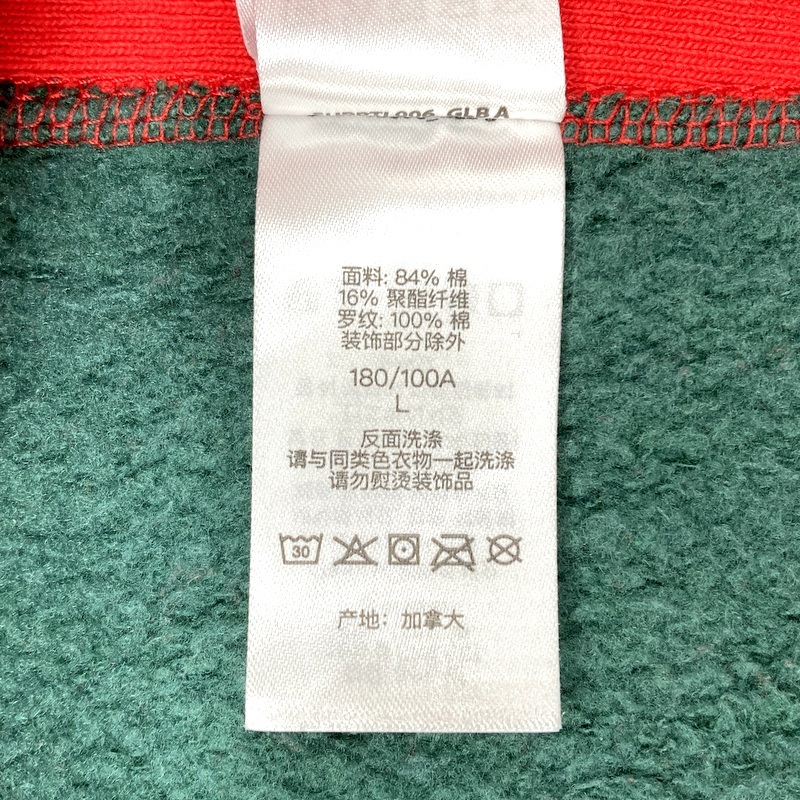 GLB_A
面料: 84% 棉
16% 聚酯纤维
罗纹: 100% 棉
装饰部分除外
180/100A
L
反面洗涤
请与同类色衣物一起洗涤
请勿熨烫装饰品
30
产地: 加拿大